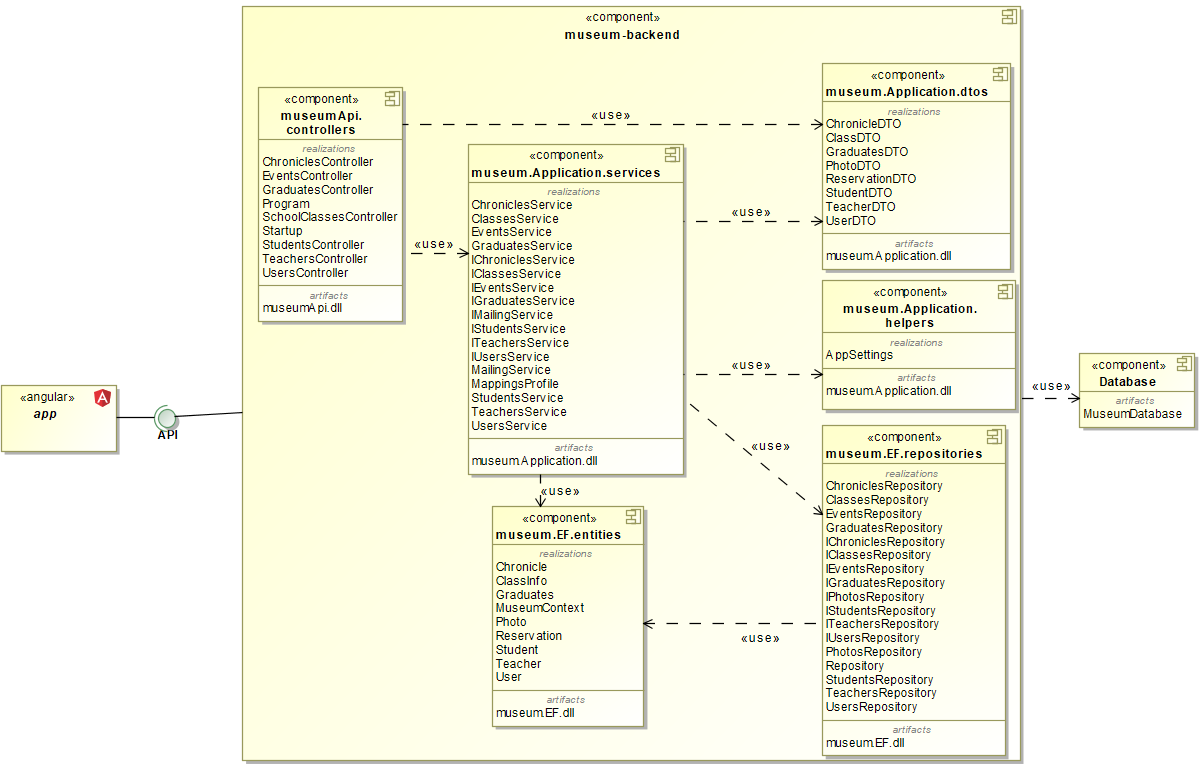 «component»
museum-backend
«component»
museumApi.
controllers
realizations
ChroniclesController
EventsController
GraduatesController
Program
SchoolClassesController
Startup
StudentsController
TeachersController
UsersController
artifacts
museumApi.dll
«use»
«use»
«component»
museum.Application.services
realizations
ChroniclesService
ClassesService
EventsService
GraduatesService
IChroniclesService
IClassesService
IEventsService
IGraduatesService
IMailingService
IStudentsService
ITeachersService
IUsersService
MailingService
MappingsProfile
StudentsService
TeachersService
UsersService
artifacts
museum.Application.dll
«use»
«use»
«use»
«use»
«component»
museum.Application.dtos
realizations
ChronicleDTO
ClassDTO
GraduatesDTO
PhotoDTO
ReservationDTO
StudentDTO
TeacherDTO
UserDTO
artifacts
museum.Application.dll
«component»
museum.Application.
helpers
realizations
AppSettings
artifacts
museum.Application.dll
«use»
«component»
Database
artifacts
MuseumDatabase
«angular»
app
API
«component»
museum.EF.entities
realizations
Chronicle
ClassInfo
Graduates
MuseumContext
Photo
Reservation
Student
Teacher
User
artifacts
museum.EF.dll
«use»
«component»
museum.EF.repositories
realizations
ChroniclesRepository
ClassesRepository
EventsRepository
GraduatesRepository
IChroniclesRepository
IClassesRepository
IEventsRepository
IGraduatesRepository
IPhotosRepository
IStudentsRepository
ITeachersRepository
IUsersRepository
PhotosRepository
Repository
StudentsRepository
TeachersRepository
UsersRepository
artifacts
museum.EF.dll